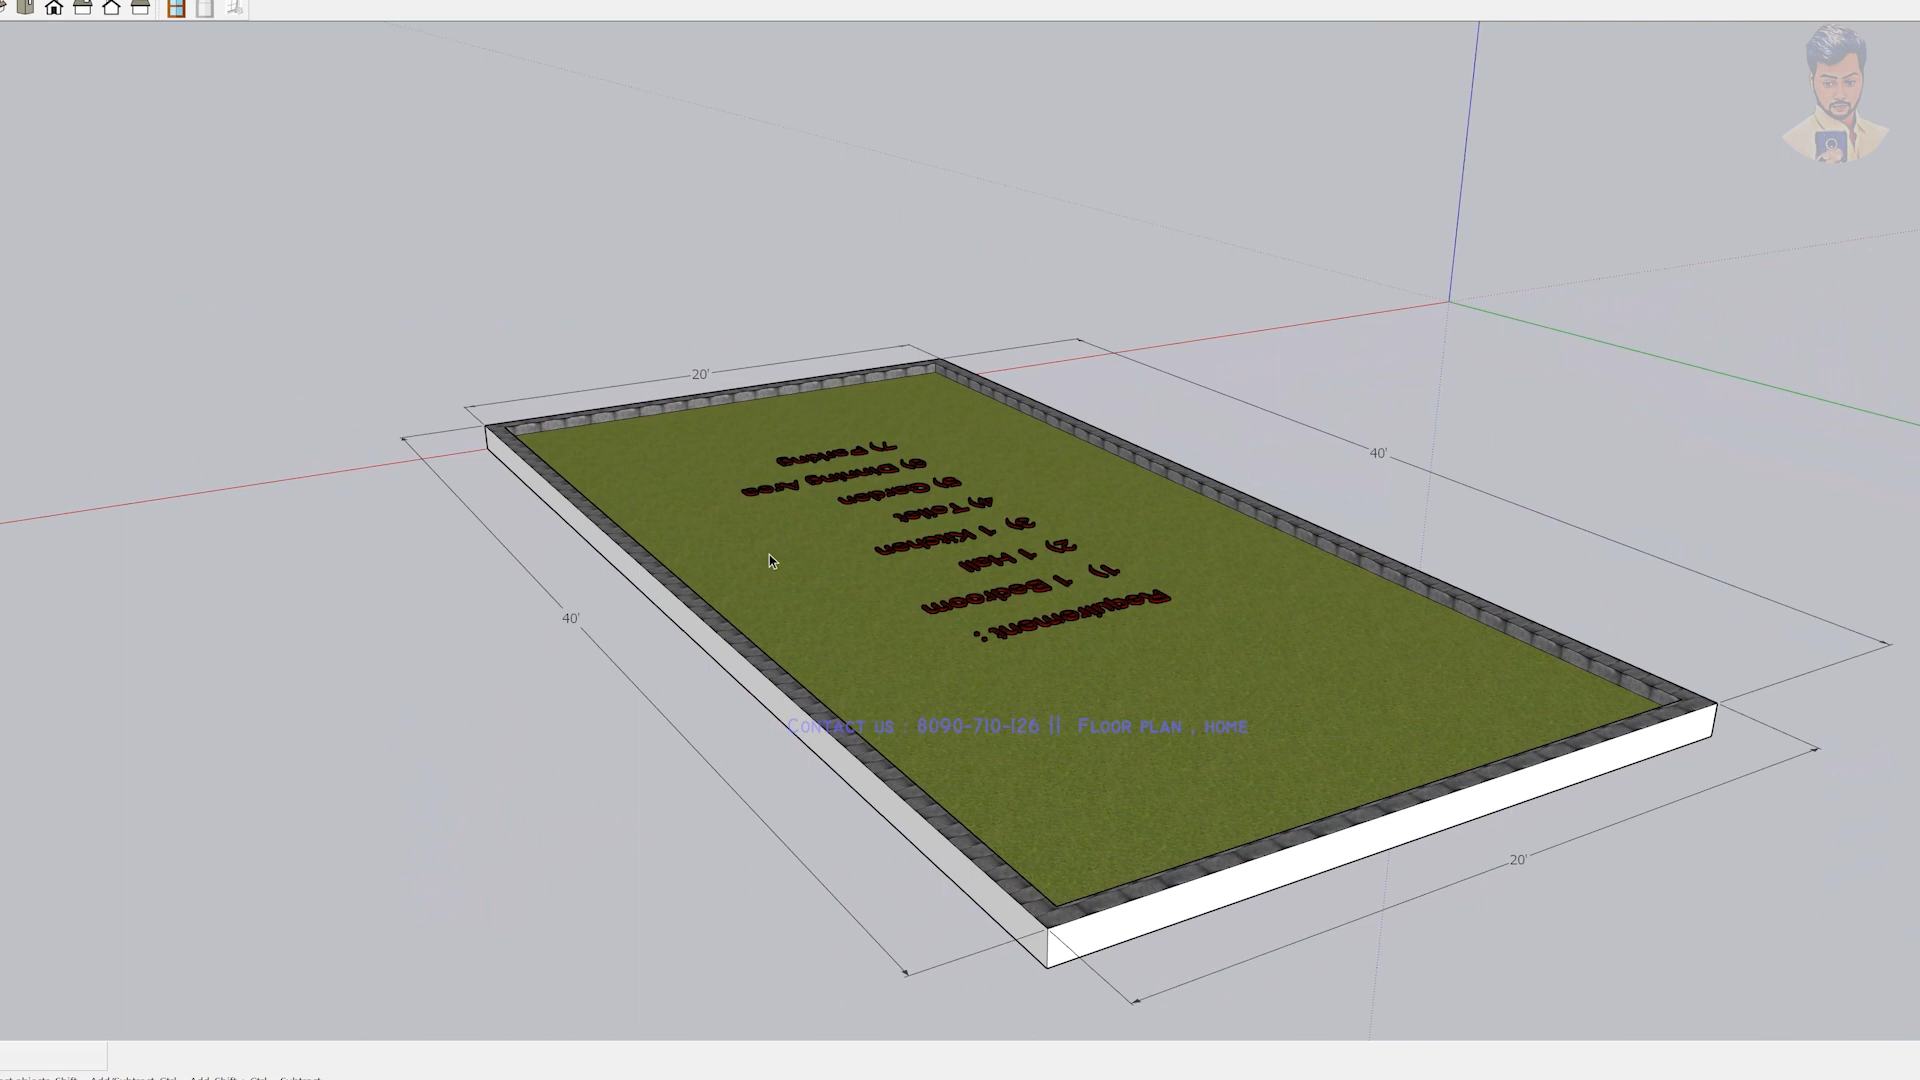 20'
40'
40'
20'
Requirement :
1) 1 Bedroom
2) 1 Hall
3) 1 Kitchen
4) Toilet
5) Garden
6) Dinning Area
7) Parking
Contact us : 8090-710-126 || Floor plan , home